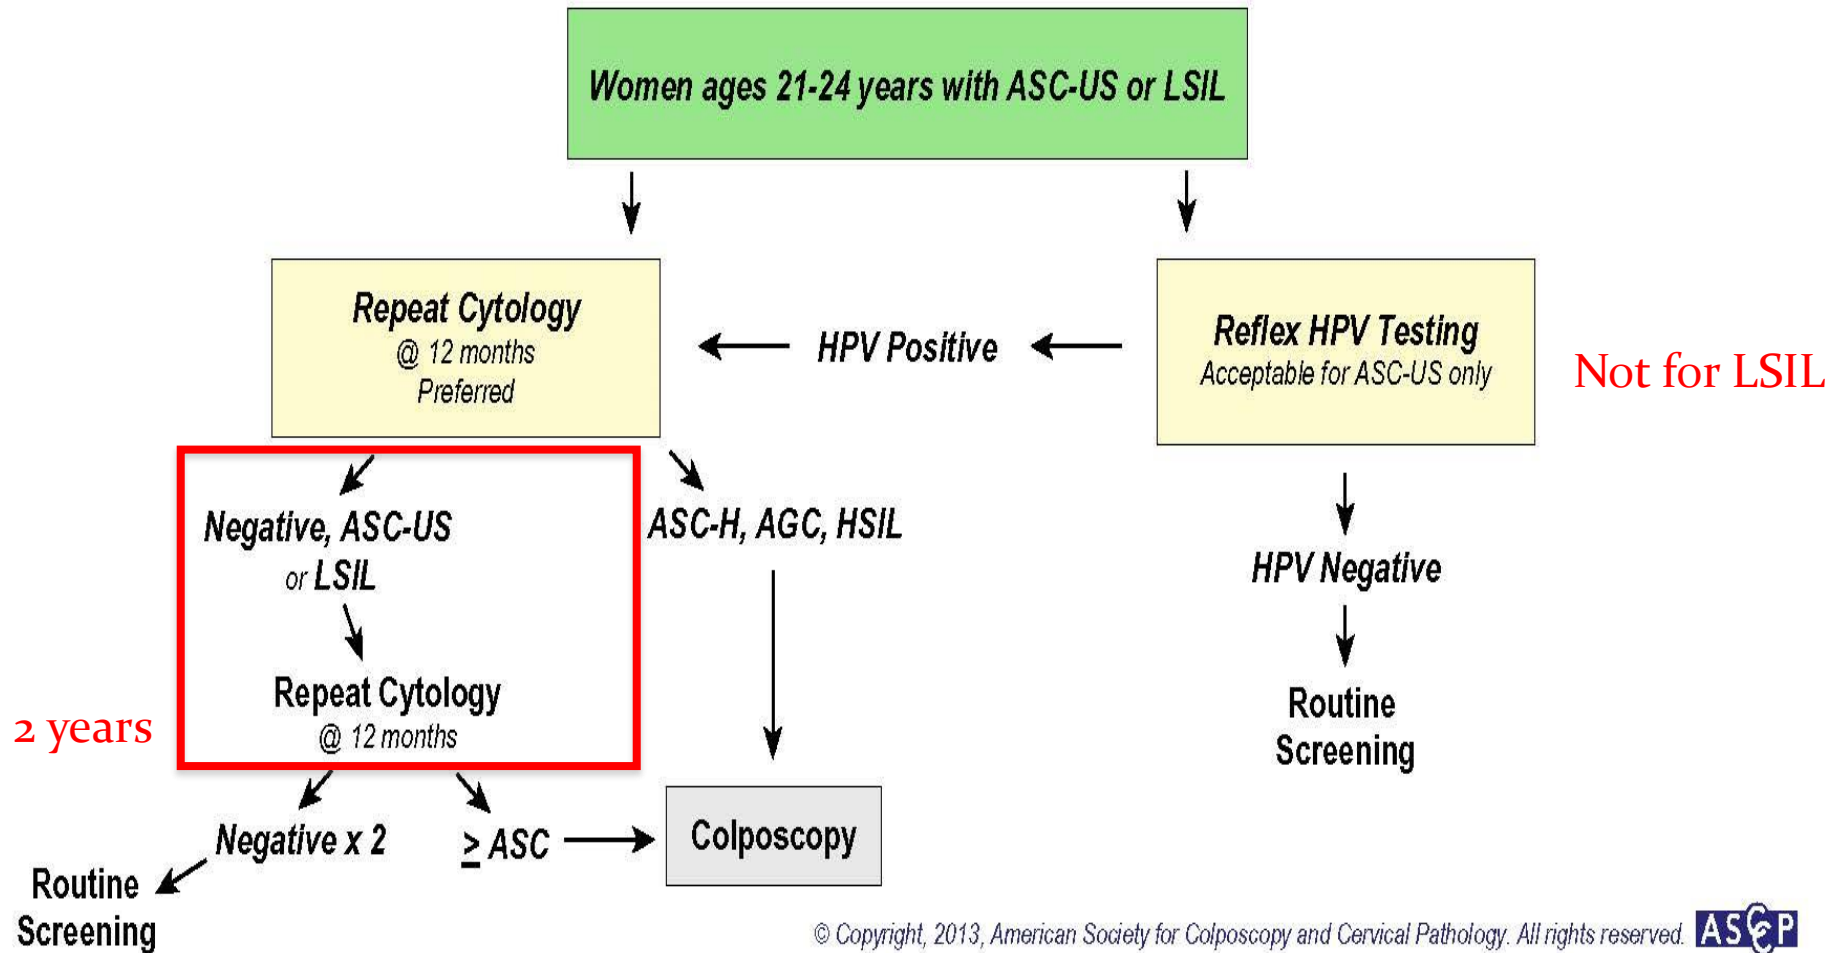 Women ages 21-24 years with ASC-US or LSIL
Repeat Cytology
@ 12 months
Preferred
HPV Positive
Reflex HPV Testing
Acceptable for ASC-US only
Not for LSIL
Negative, ASC-US
or LSIL
ASC-H, AGC, HSIL
HPV Negative
Repeat Cytology
@ 12 months
2 years
Routine
Screening
Negative x 2
≥ ASC
Colposcopy
Routine
Screening
© Copyright, 2013, American Society for Colposcopy and Cervical Pathology. All rights reserved.
ASCCP